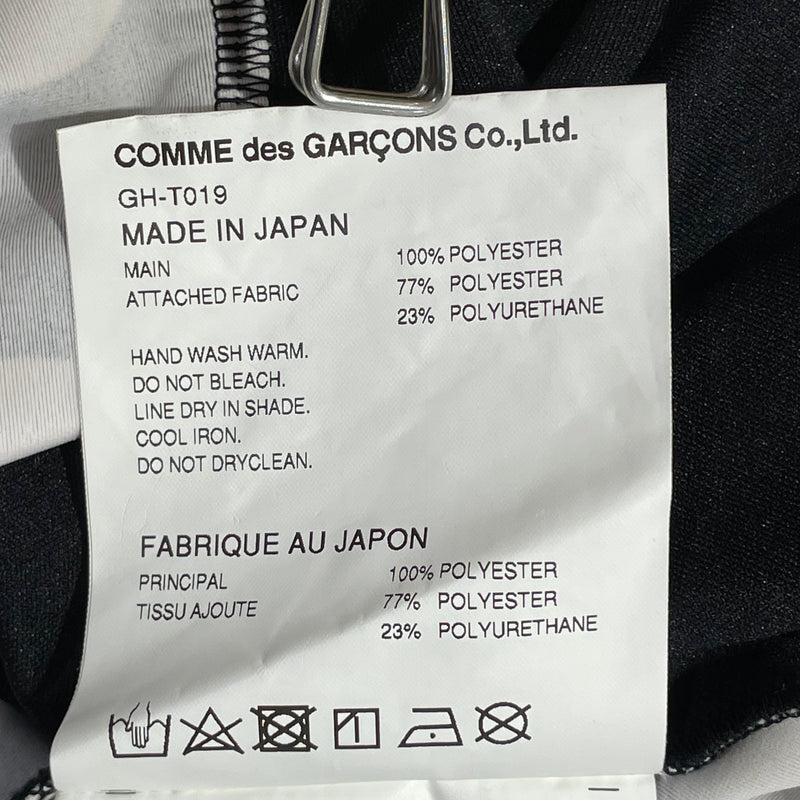 COMME des GARÇONS Co.,Ltd.
GH-T019
MADE IN JAPAN
MAIN 100% POLYESTER
ATTACHED FABRIC 77% POLYESTER
23% POLYURETHANE
HAND WASH WARM.
DO NOT BLEACH.
LINE DRY IN SHADE.
COOL IRON.
DO NOT DRYCLEAN.
FABRIQUE AU JAPON
PRINCIPAL 100% POLYESTER
TISSU AJOUTE 77% POLYESTER
23% POLYURETHANE